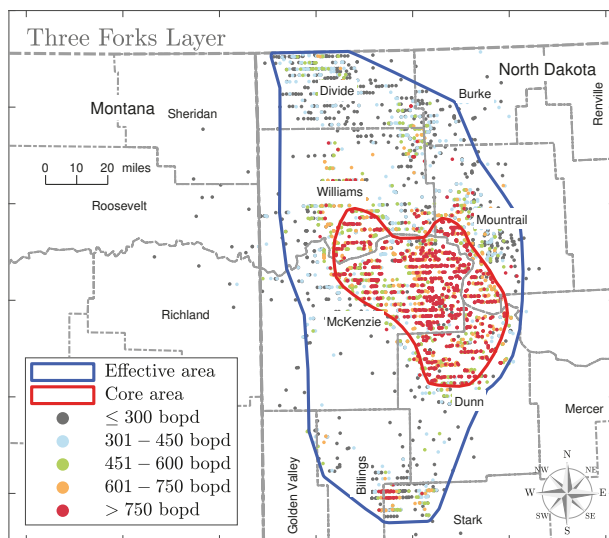 Three Forks Layer
North Dakota
Montana
Sheridan
Divide
Burke
Renville
0 10 20 miles
Williams
Roosevelt
Mountrail
Richland
McKenzie
Effective area
Core area
≤ 300 bopd
301 − 450 bopd
451 − 600 bopd
601 − 750 bopd
> 750 bopd
Dunn
Mercer
Golden Valley
Billings
Stark
N
NW NE
W E
SW SE
S